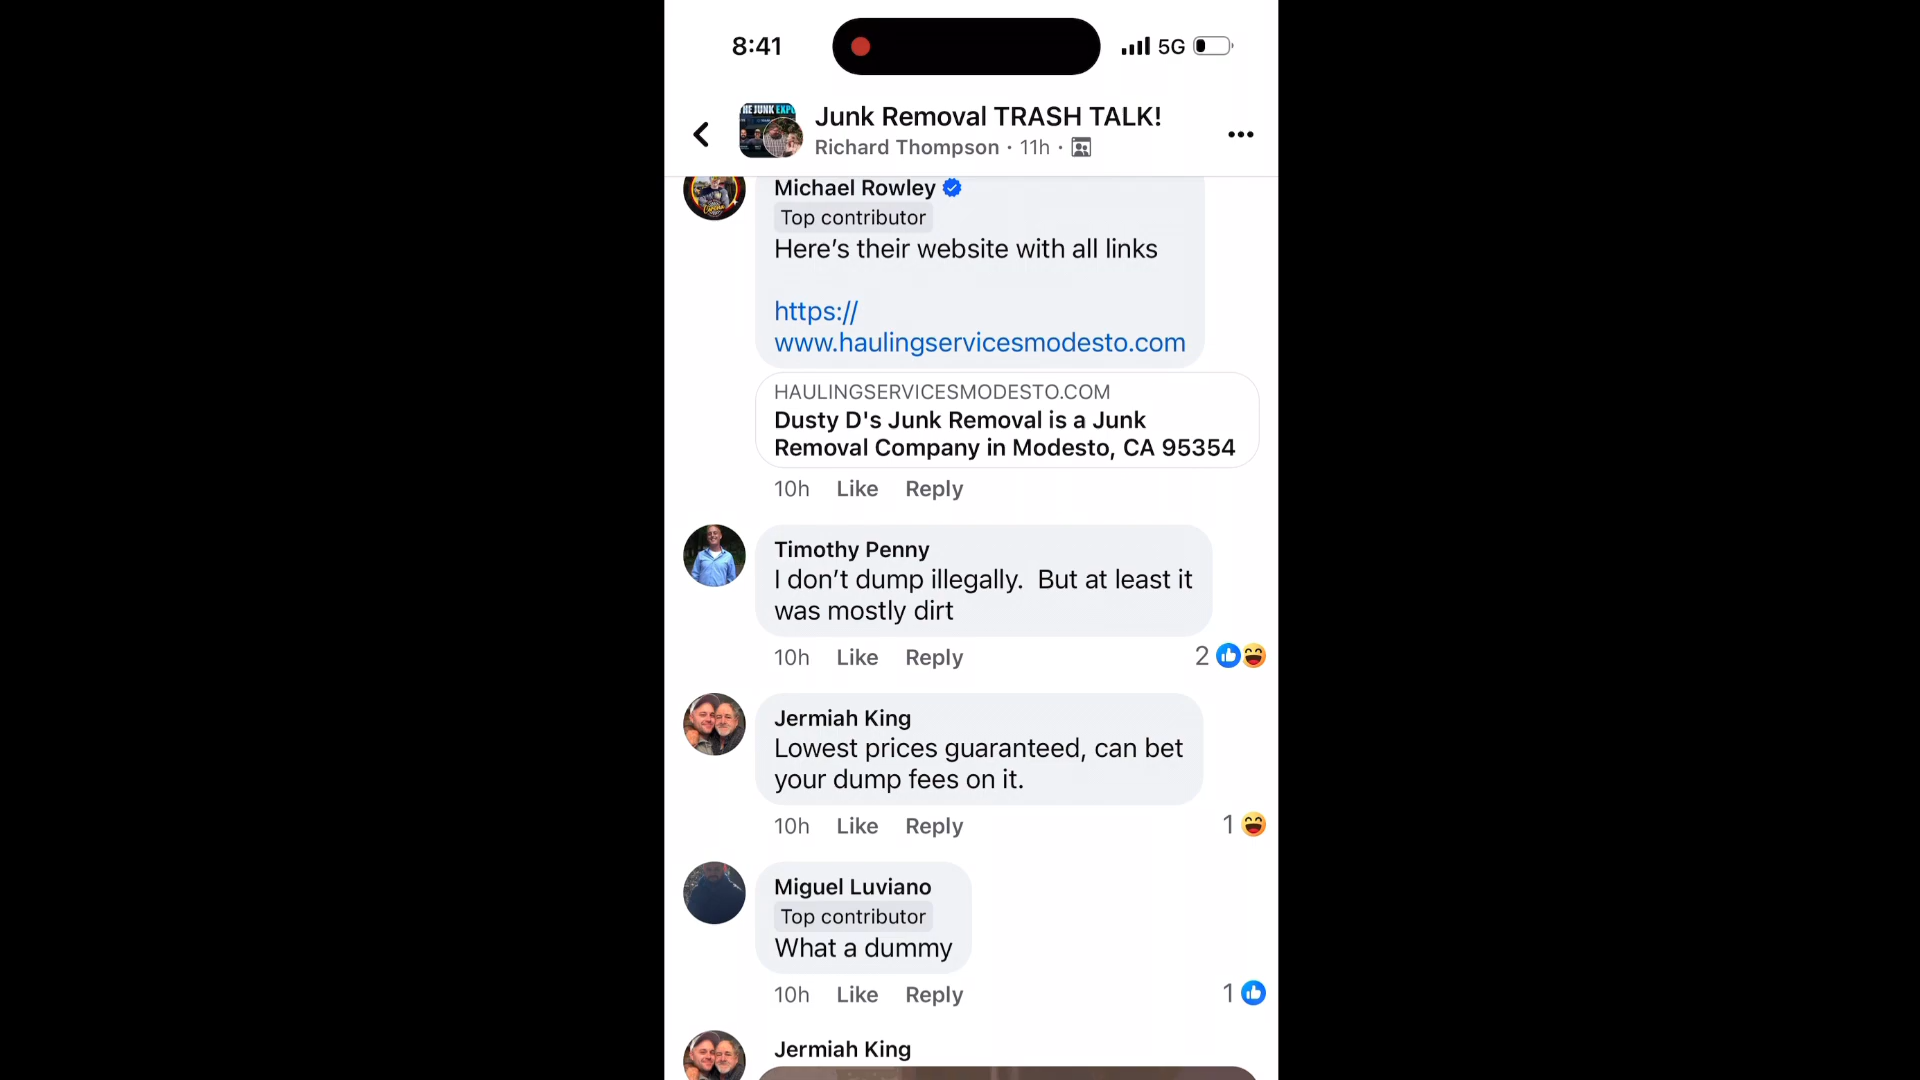 8:41
5G
THE JUNK EXPO
Junk Removal TRASH TALK!
Richard Thompson · 11h ·
Michael Rowley
Top contributor
Here’s their website with all links
https://
www.haulingservicesmodesto.com
HAULINGSERVICESMODESTO.COM
Dusty D's Junk Removal is a Junk
Removal Company in Modesto, CA 95354
10h Like Reply
Timothy Penny
I don’t dump illegally.  But at least it
was mostly dirt
10h Like Reply 2
Jermiah King
Lowest prices guaranteed, can bet
your dump fees on it.
10h Like Reply 1
Miguel Luviano
Top contributor
What a dummy
10h Like Reply 1
Jermiah King